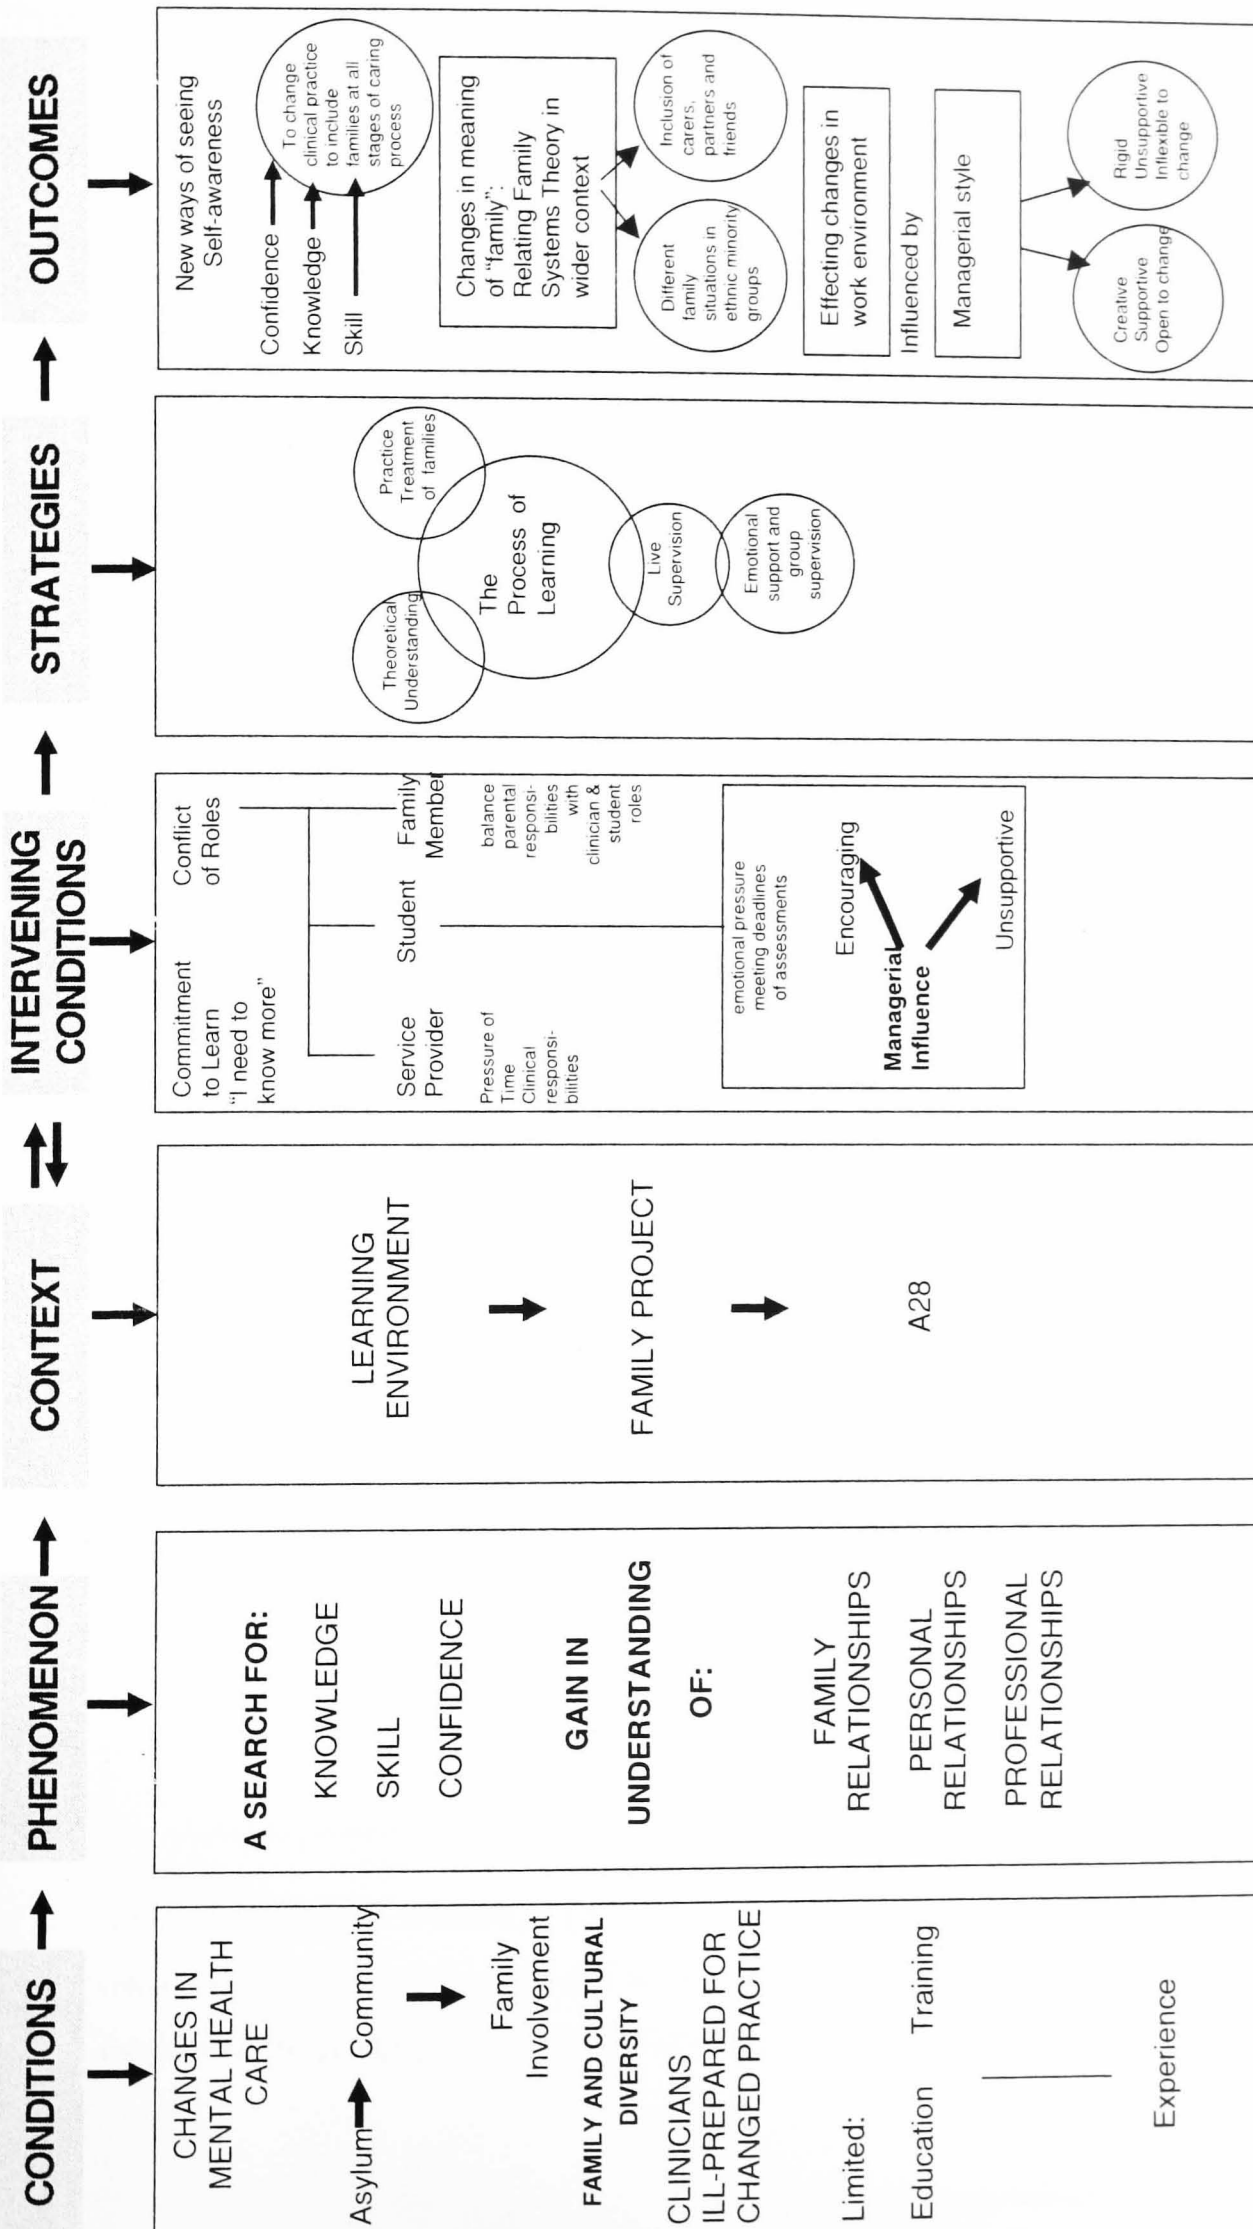 CONDITIONS
PHENOMENON
CONTEXT
INTERVENING
CONDITIONS
STRATEGIES
OUTCOMES
CHANGES IN
MENTAL HEALTH
CARE
Asylum
Community
Family
Involvement
FAMILY AND CULTURAL
DIVERSITY
CLINICIANS
ILL-PREPARED FOR
CHANGED PRACTICE
Limited:
Education
Training
Experience
A SEARCH FOR:
KNOWLEDGE
SKILL
CONFIDENCE
GAIN IN
UNDERSTANDING
OF:
FAMILY
RELATIONSHIPS
PERSONAL
RELATIONSHIPS
PROFESSIONAL
RELATIONSHIPS
LEARNING
ENVIRONMENT
FAMILY PROJECT
A28
Commitment
to Learn
"I need to
know more"
Conflict
of Roles
Service
Provider
Student
Family
Member
Pressure of
Time
Clinical
responsi-
bilities
balance
parental
responsi-
bilities
with
clinician &
student
roles
emotional pressure
meeting deadlines
of assessments
Encouraging
Managerial
Influence
Unsupportive
Theoretical
Understanding
Practice
Treatment
of families
The
Process of
Learning
Live
Supervision
Emotional
support and
group
supervision
New ways of seeing
Self-awareness
Confidence
Knowledge
Skill
To change
clinical practice
to include
families at all
stages of caring
process
Changes in meaning
of "family":
Relating Family
Systems Theory in
wider context
Different
family
situations in
ethnic minority
groups
Inclusion of
carers,
partners and
friends
Effecting changes in
work environment
Influenced by
Managerial style
Creative
Supportive
Open to change
Rigid
Unsupportive
Inflexible to
change